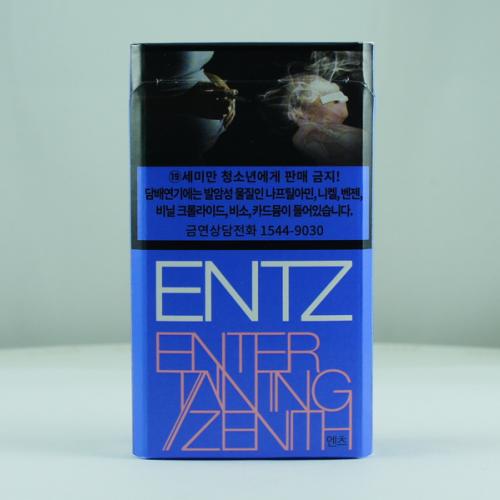 ⑲세미만 청소년에게 판매 금지!
담배연기에는 발암성 물질인 나프틸아민, 니켈, 벤젠,
비닐 크롤라이드, 비소, 카드뮴이 들어있습니다.
금연상담전화 1544-9030
ENTZ
ENTER
TAINING
/ZENITH
엔츠